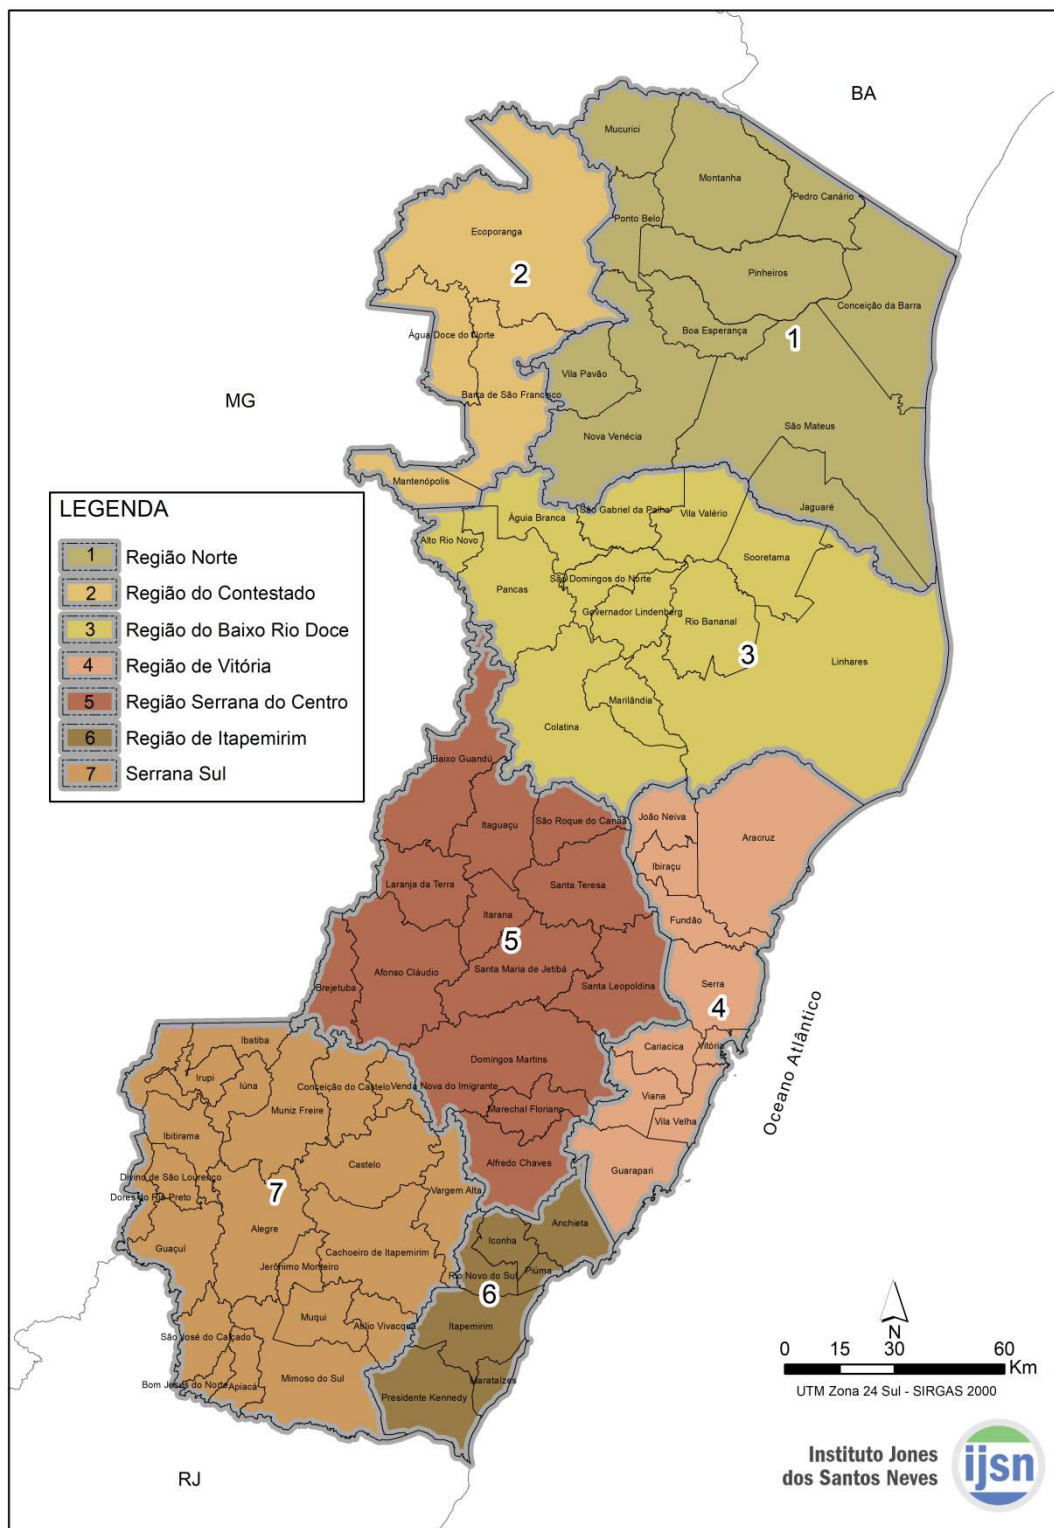 BA
Mucurici
Montanha
Pedro Canário
Ponto Belo
Ecoporanga
2
Pinheiros
Conceição da Barra
Boa Esperança
1
Água Doce do Norte
Vila Pavão
Barra de São Francisco
MG
São Mateus
Nova Venécia
Mantenópolis
Jaguaré
LEGENDA
1 Região Norte
2 Região do Contestado
3 Região do Baixo Rio Doce
4 Região de Vitória
5 Região Serrana do Centro
6 Região de Itapemirim
7 Serrana Sul
São Gabriel da Palha
Vila Valério
Águia Branca
Alto Rio Novo
Sooretama
São Domingos do Norte
Pancas
Governador Lindenberg
Rio Bananal
3
Linhares
Marilândia
Colatina
Baixo Guandú
João Neiva
São Roque do Canaã
Itaguaçu
Aracruz
Ibiraçu
Laranja da Terra
Santa Teresa
Itarana
Fundão
5
Afonso Cláudio
Santa Maria de Jetibá
Serra
Brejetuba
Santa Leopoldina
4
Oceano Atlântico
Ibatiba
Cariacica
Vitória
Domingos Martins
Irupi
Iúna
Conceição do Castelo
Venda Nova do Imigrante
Viana
Muniz Freire
Marechal Floriano
Vila Velha
Ibitirama
Castelo
Alfredo Chaves
Guarapari
Divino de São Lourenço
7
Vargem Alta
Dores do Rio Preto
Anchieta
Alegre
Iconha
Guaçuí
Cachoeiro de Itapemirim
Jerônimo Monteiro
Rio Novo do Sul
Piúma
6
Muqui
Atílio Vivacqua
Itapemirim
São José do Calçado
Mimoso do Sul
Marataízes
Bom Jesus do Norte
Apiacá
Presidente Kennedy
RJ
N
0 15 30 60
Km
UTM Zona 24 Sul - SIRGAS 2000
Instituto Jones
dos Santos Neves
ijsn